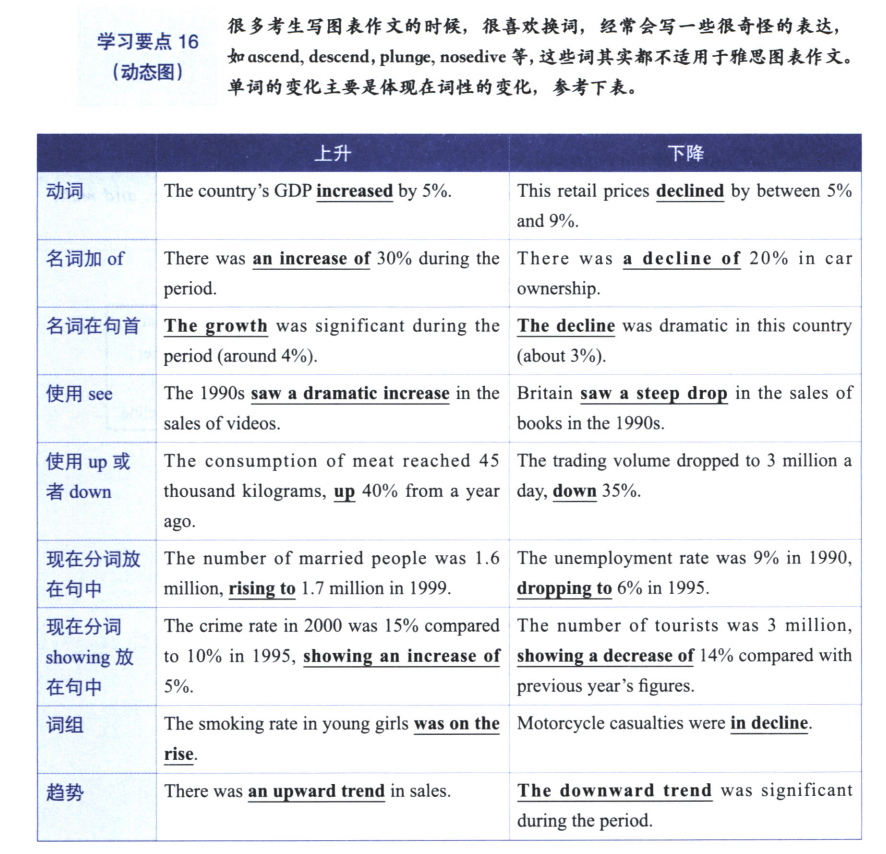 学习要点 16
（动态图）
很多考生写图表作文的时候，很喜欢换词，经常会写一些很奇怪的表达，
如 ascend, descend, plunge, nosedive 等，这些词其实都不适用于雅思图表作文。
单词的变化主要是体现在词性的变化，参考下表。
上升
下降
动词
The country's GDP increased by 5%.
This retail prices declined by between 5%
and 9%.
名词加 of
There was an increase of 30% during the
period.
There was a decline of 20% in car
ownership.
名词在句首
The growth was significant during the
period (around 4%).
The decline was dramatic in this country
(about 3%).
使用 see
The 1990s saw a dramatic increase in the
sales of videos.
Britain saw a steep drop in the sales of
books in the 1990s.
使用 up 或
者 down
The consumption of meat reached 45
thousand kilograms, up 40% from a year
ago.
The trading volume dropped to 3 million a
day, down 35%.
现在分词放
在句中
The number of married people was 1.6
million, rising to 1.7 million in 1999.
The unemployment rate was 9% in 1990,
dropping to 6% in 1995.
现在分词
showing 放
在句中
The crime rate in 2000 was 15% compared
to 10% in 1995, showing an increase of
5%.
The number of tourists was 3 million,
showing a decrease of 14% compared with
previous year's figures.
词组
The smoking rate in young girls was on the
rise.
Motorcycle casualties were in decline.
趋势
There was an upward trend in sales.
The downward trend was significant
during the period.